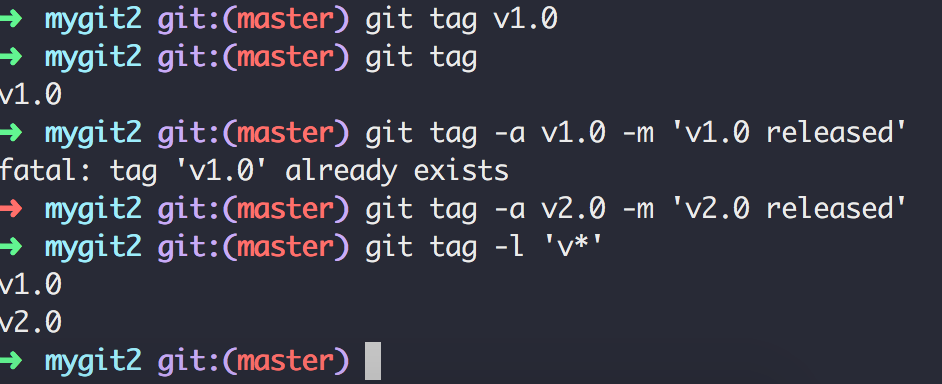 ➜ mygit2 git:(master) git tag v1.0
➜ mygit2 git:(master) git tag
v1.0
➜ mygit2 git:(master) git tag -a v1.0 -m 'v1.0 released'
fatal: tag 'v1.0' already exists
➜ mygit2 git:(master) git tag -a v2.0 -m 'v2.0 released'
➜ mygit2 git:(master) git tag -l 'v*'
v1.0
v2.0
➜ mygit2 git:(master)